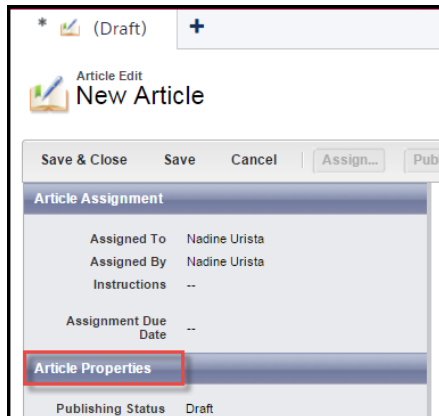 * (Draft) +
Article Edit
New Article
Save & Close Save Cancel Assign... Pub
Article Assignment
Assigned To Nadine Urista
Assigned By Nadine Urista
Instructions --
Assignment Due
Date --
Article Properties
Publishing Status Draft